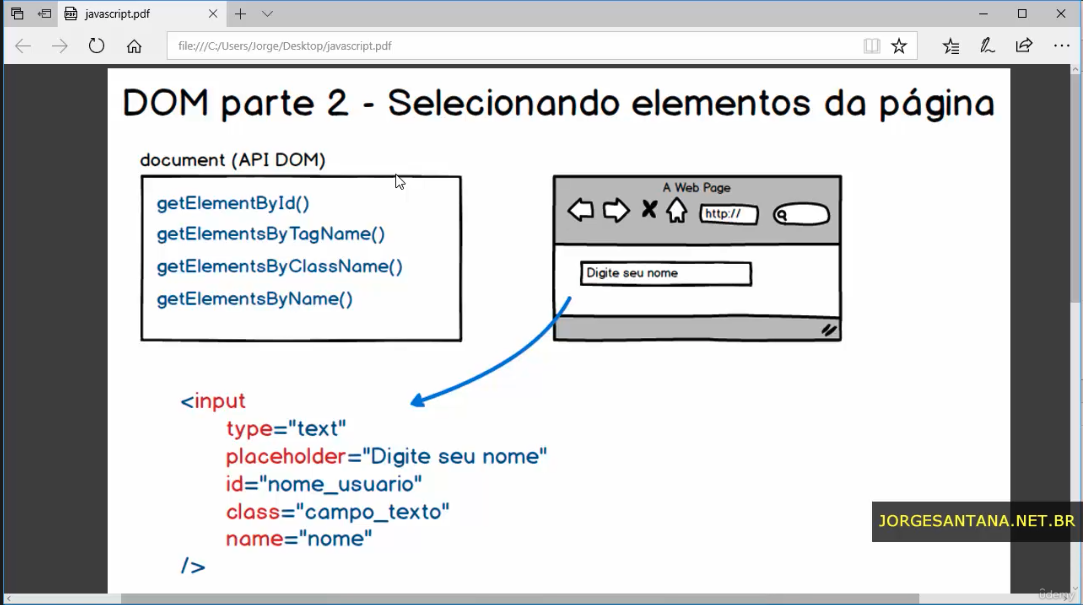 javascript.pdf
file:///C:/Users/Jorge/Desktop/javascript.pdf
DOM parte 2 - Selecionando elementos da página
document (API DOM)
getElementById()
getElementsByTagName()
getElementsByClassName()
getElementsByName()
A Web Page
http://
Digite seu nome
<input
type="text"
placeholder="Digite seu nome"
id="nome_usuario"
class="campo_texto"
name="nome"
/>
JORGESANTANA.NET.BR
ûdemy